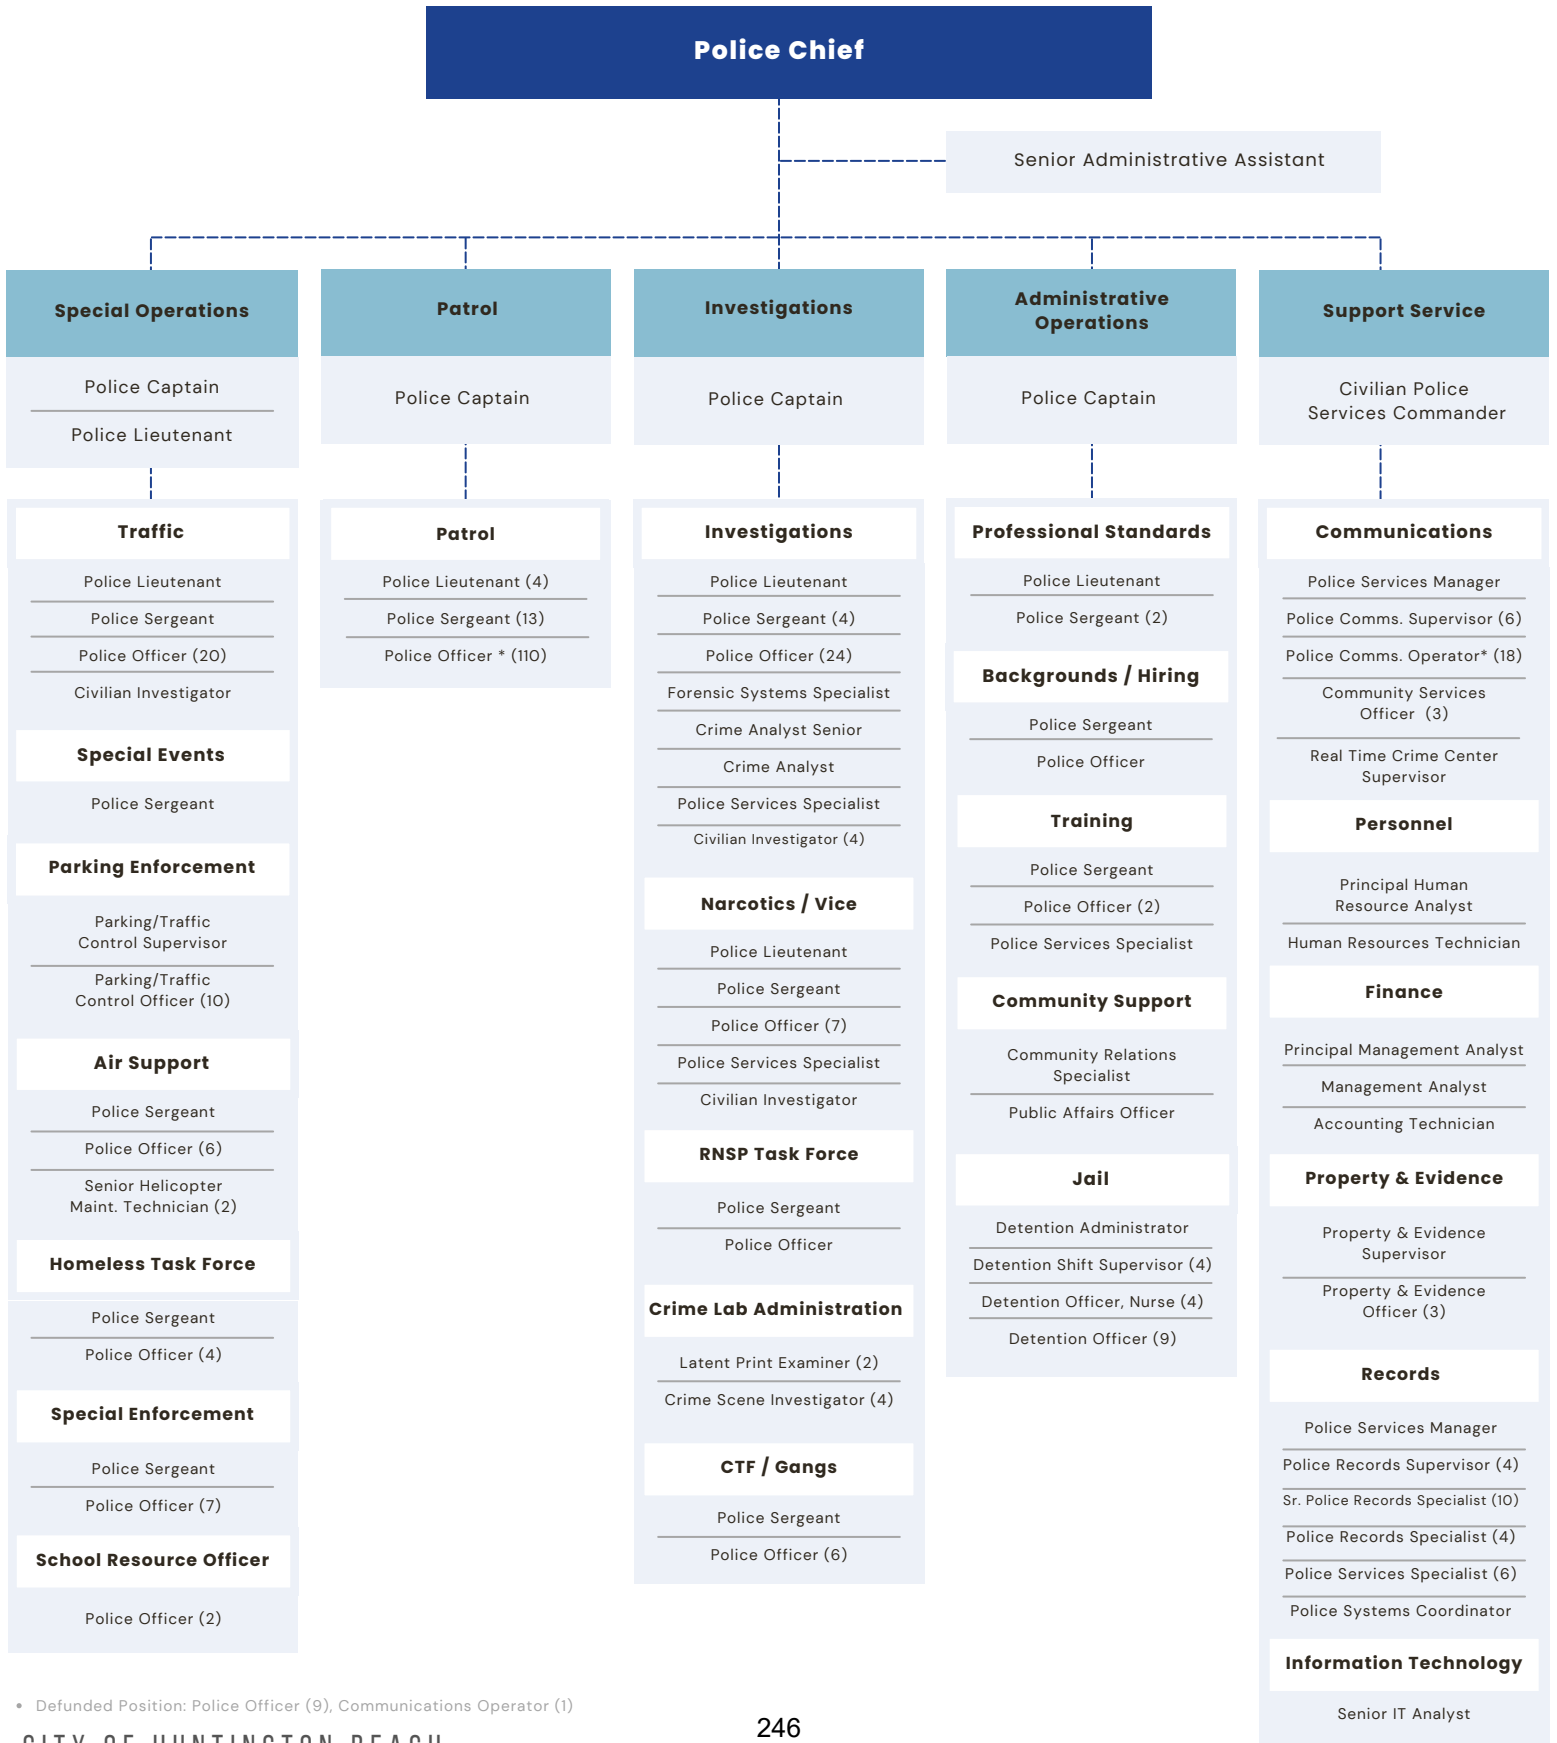 Police Chief
Senior Administrative Assistant
Special Operations
Police Captain
Police Lieutenant
Traffic
Police Lieutenant
Police Sergeant
Police Officer (20)
Civilian Investigator
Special Events
Police Sergeant
Parking Enforcement
Parking/Traffic
Control Supervisor
Parking/Traffic
Control Officer (10)
Air Support
Police Sergeant
Police Officer (6)
Senior Helicopter
Maint. Technician (2)
Homeless Task Force
Police Sergeant
Police Officer (4)
Special Enforcement
Police Sergeant
Police Officer (7)
School Resource Officer
Police Officer (2)
Patrol
Police Captain
Patrol
Police Lieutenant (4)
Police Sergeant (13)
Police Officer * (110)
Investigations
Police Captain
Investigations
Police Lieutenant
Police Sergeant (4)
Police Officer (24)
Forensic Systems Specialist
Crime Analyst Senior
Crime Analyst
Police Services Specialist
Civilian Investigator (4)
Narcotics / Vice
Police Lieutenant
Police Sergeant
Police Officer (7)
Police Services Specialist
Civilian Investigator
RNSP Task Force
Police Sergeant
Police Officer
Crime Lab Administration
Latent Print Examiner (2)
Crime Scene Investigator (4)
CTF / Gangs
Police Sergeant
Police Officer (6)
Administrative
Operations
Police Captain
Professional Standards
Police Lieutenant
Police Sergeant (2)
Backgrounds / Hiring
Police Sergeant
Police Officer
Training
Police Sergeant
Police Officer (2)
Police Services Specialist
Community Support
Community Relations
Specialist
Public Affairs Officer
Jail
Detention Administrator
Detention Shift Supervisor (4)
Detention Officer, Nurse (4)
Detention Officer (9)
Support Service
Civilian Police
Services Commander
Communications
Police Services Manager
Police Comms. Supervisor (6)
Police Comms. Operator* (18)
Community Services
Officer (3)
Real Time Crime Center
Supervisor
Personnel
Principal Human
Resource Analyst
Human Resources Technician
Finance
Principal Management Analyst
Management Analyst
Accounting Technician
Property & Evidence
Property & Evidence
Supervisor
Property & Evidence
Officer (3)
Records
Police Services Manager
Police Records Supervisor (4)
Sr. Police Records Specialist (10)
Police Records Specialist (4)
Police Services Specialist (6)
Police Systems Coordinator
Information Technology
Senior IT Analyst
• Defunded Position: Police Officer (9), Communications Operator (1)
CITY OF HUNTINGTON BEACH
246